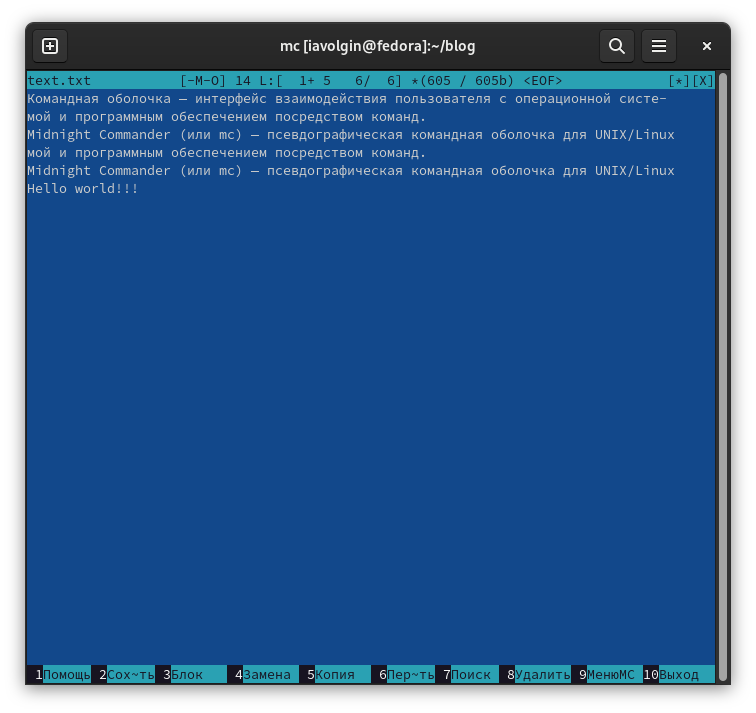 mc [iavolgin@fedora]:~/blog
text.txt [-M-O] 14 L:[ 1+ 5 6/ 6] *(605 / 605b) <EOF> [*][X]
Командная оболочка — интерфейс взаимодействия пользователя с операционной систе-
мой и программным обеспечением посредством команд.
Midnight Commander (или mc) — псевдографическая командная оболочка для UNIX/Linux
мой и программным обеспечением посредством команд.
Midnight Commander (или mc) — псевдографическая командная оболочка для UNIX/Linux
Hello world!!!
1Помощь 2Сох~ть 3Блок 4Замена 5Копия 6Пер~ть 7Поиск 8Удалить 9МенюMC 10Выход